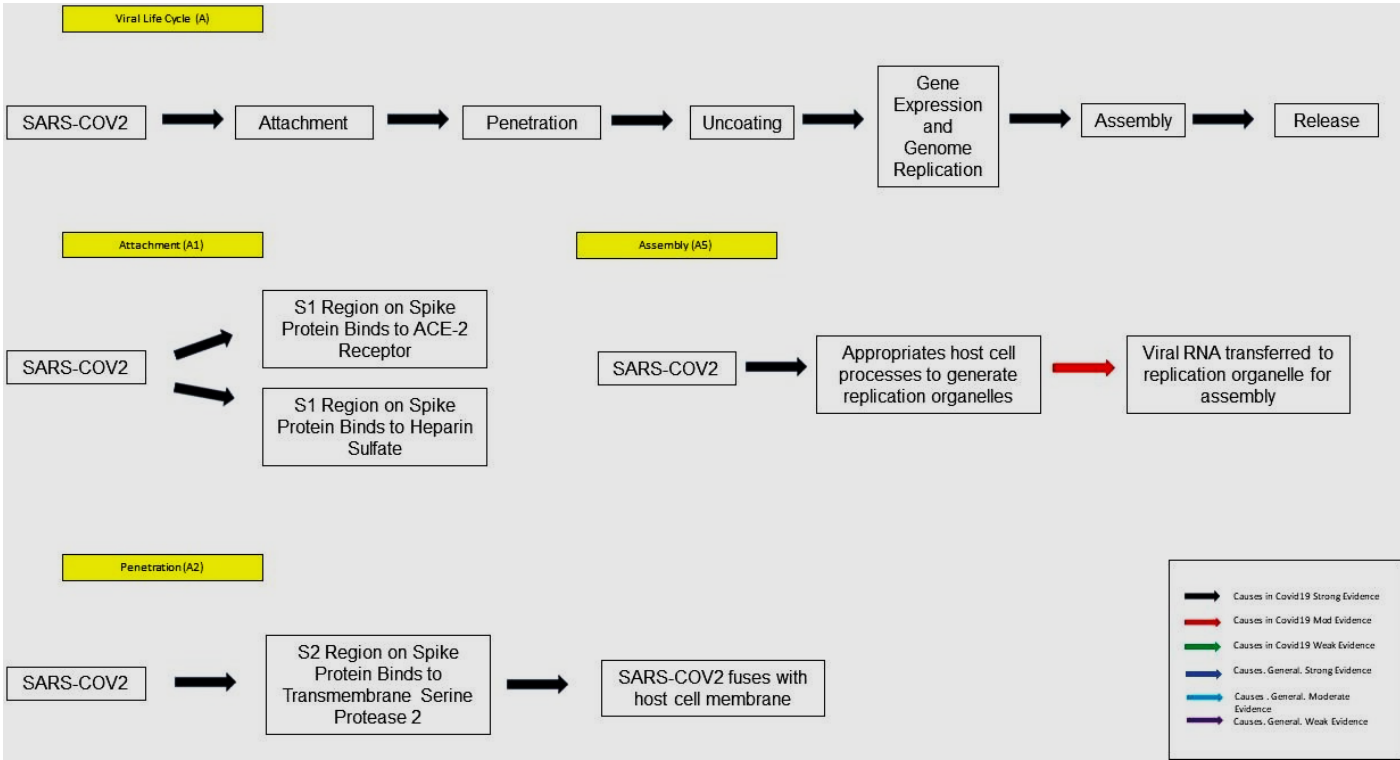 Viral Life Cycle (A)
SARS-COV2
Attachment
Penetration
Uncoating
Gene
Expression
and
Genome
Replication
Assembly
Release
Attachment (A1)
SARS-COV2
S1 Region on Spike
Protein Binds to ACE-2
Receptor
S1 Region on Spike
Protein Binds to Heparin
Sulfate
Assembly (A5)
SARS-COV2
Appropriates host cell
processes to generate
replication organelles
Viral RNA transferred to
replication organelle for
assembly
Penetration (A2)
SARS-COV2
S2 Region on Spike
Protein Binds to
Transmembrane Serine
Protease 2
SARS-COV2 fuses with
host cell membrane
Causes in Covid19 Strong Evidence
Causes in Covid19 Mod Evidence
Causes in Covid19 Weak Evidence
Causes. General. Strong Evidence
Causes . General. Moderate
Evidence
Causes. General. Weak Evidence